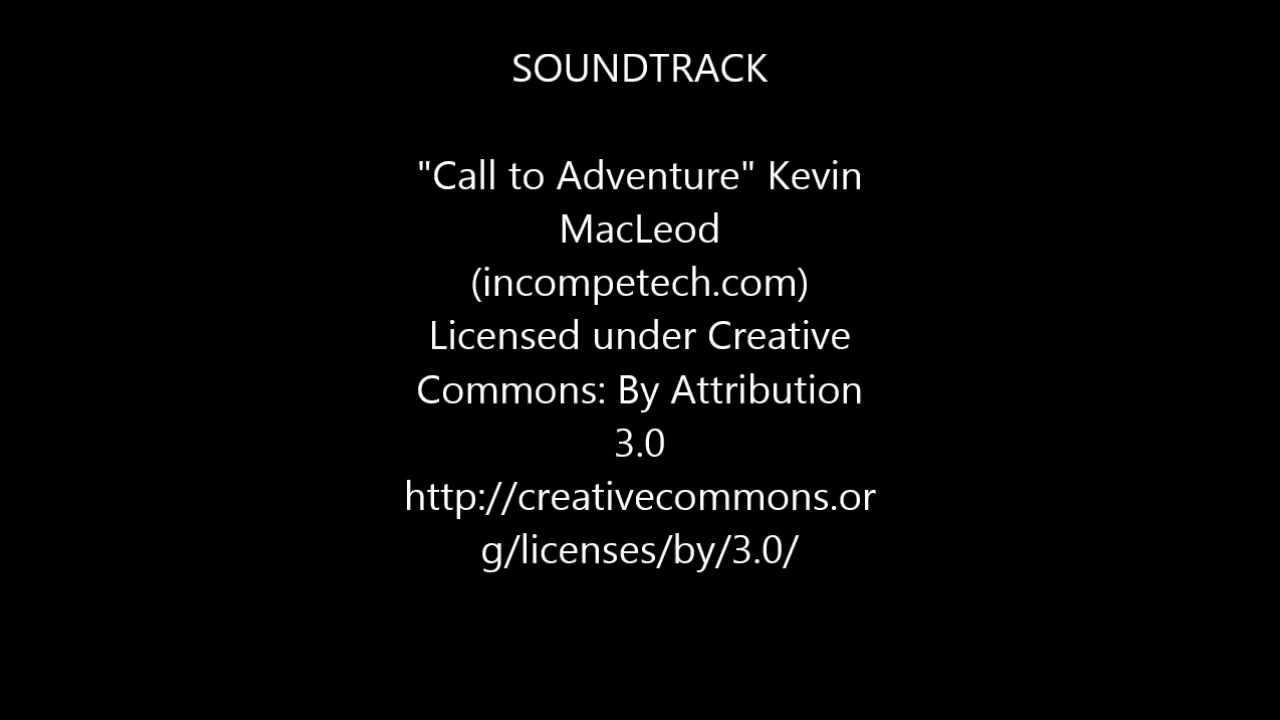 SOUNDTRACK
"Call to Adventure" Kevin
MacLeod
(incompetech.com)
Licensed under Creative
Commons: By Attribution
3.0
http://creativecommons.or
g/licenses/by/3.0/